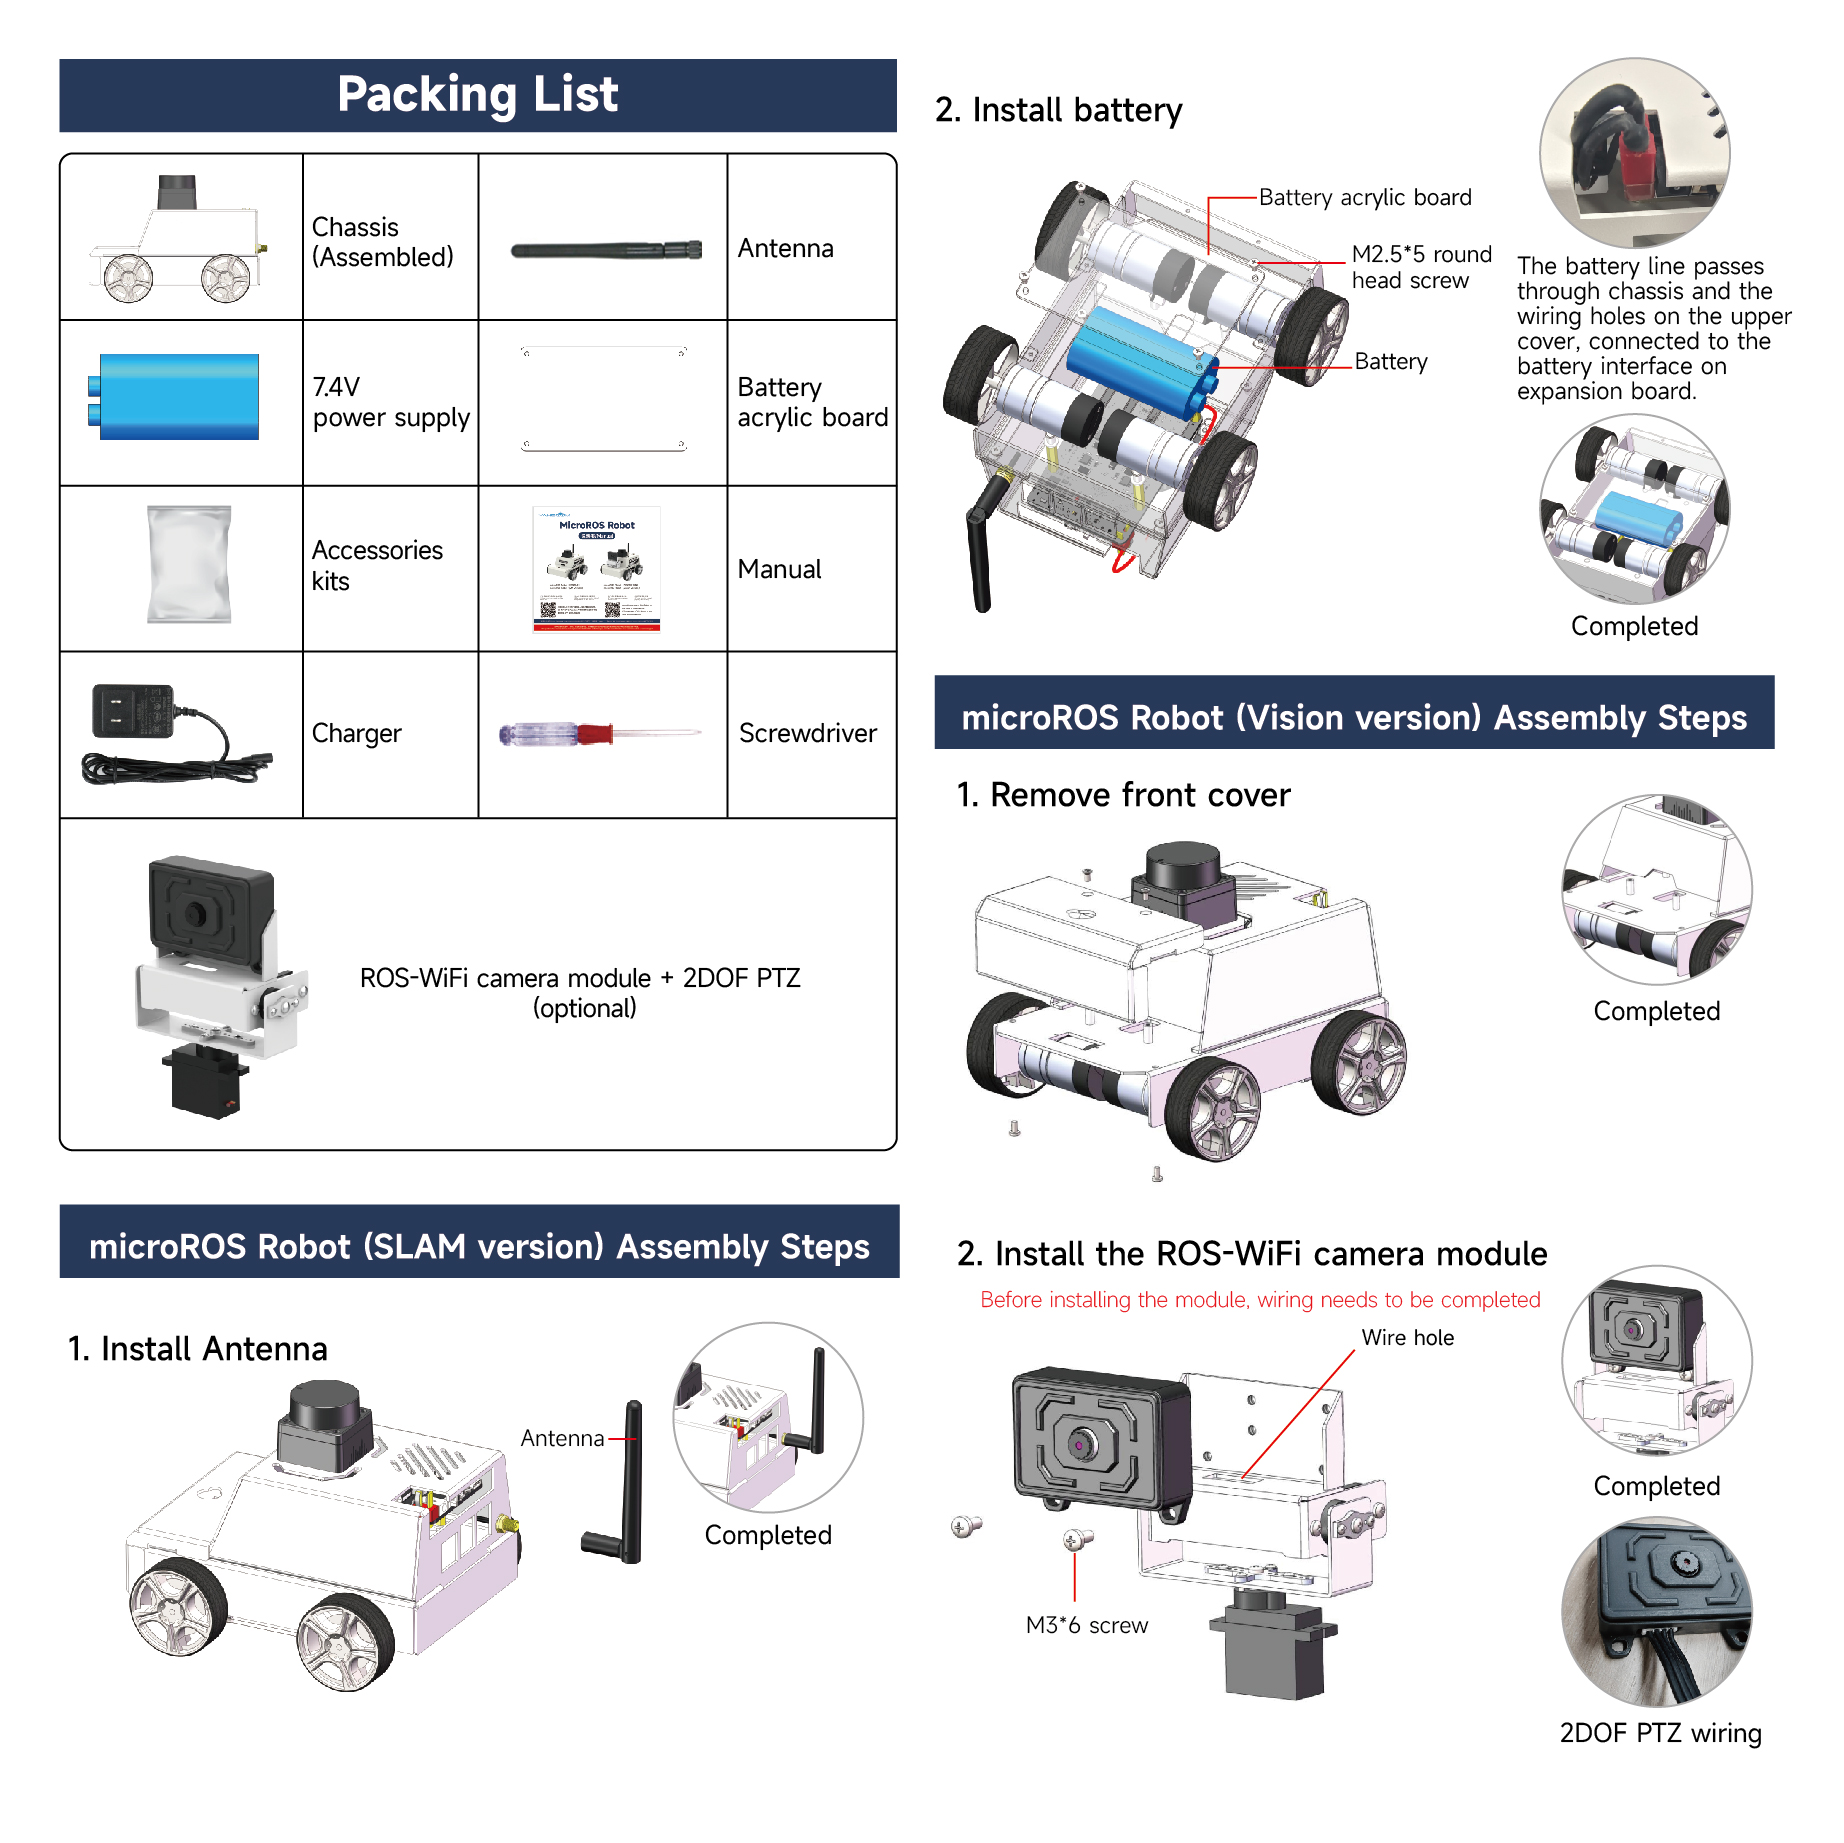 Packing List
Chassis
(Assembled)
Antenna
7.4V
power supply
Battery
acrylic board
Accessories
kits
MicroROS Robot
Manual
Manual
Charger
Screwdriver
ROS-WiFi camera module + 2DOF PTZ
(optional)
microROS Robot (SLAM version) Assembly Steps
1. Install Antenna
Antenna
Completed
2. Install battery
Battery acrylic board
M2.5*5 round
head screw
Battery
The battery line passes
through chassis and the
wiring holes on the upper
cover, connected to the
battery interface on
expansion board.
Completed
microROS Robot (Vision version) Assembly Steps
1. Remove front cover
Completed
2. Install the ROS-WiFi camera module
Before installing the module, wiring needs to be completed
Wire hole
M3*6 screw
Completed
2DOF PTZ wiring